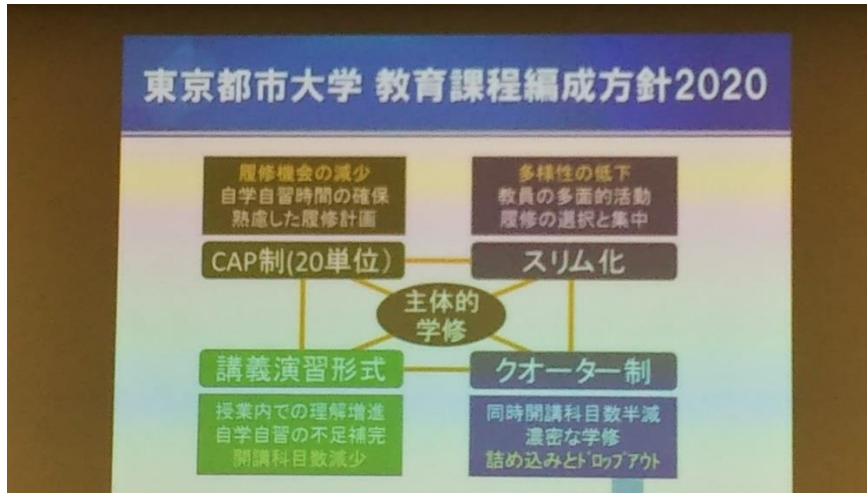 東京都市大学 教育課程編成方針2020
履修機会の減少
自学自習時間の確保
熟慮した履修計画
CAP制(20単位)
多様性の低下
教員の多面的活動
履修の選択と集中
スリム化
主体的
学修
講義演習形式
授業内での理解増進
自学自習の不足補完
開講科目数減少
クオーター制
同時開講科目数半減
濃密な学修
詰め込みとドロップアウト